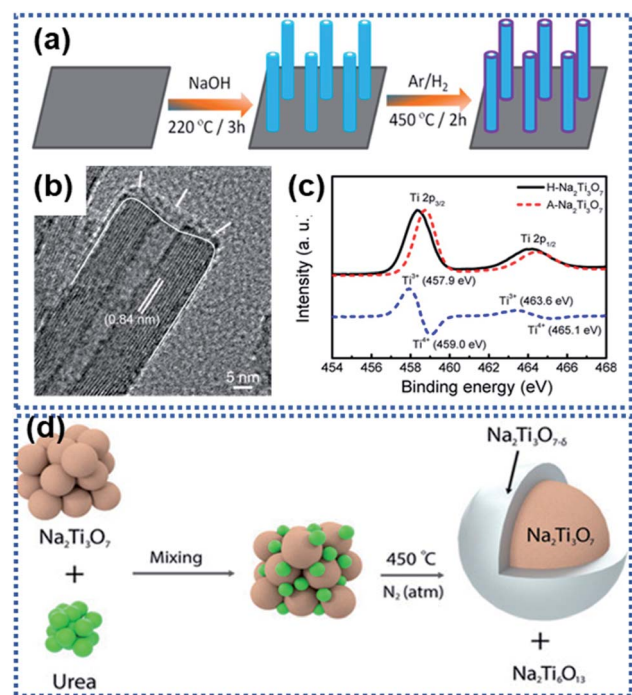 (a)
NaOH
220 °C / 3h
Ar/H₂
450 °C / 2h
(b)
(0.84 nm)
5 nm
(c)
Intensity (a. u.)
H-Na₂Ti₃O₇
A-Na₂Ti₃O₇
Ti 2p₃/₂
Ti 2p₁/₂
Ti³⁺ (457.9 eV)
Ti³⁺ (463.6 eV)
Ti⁴⁺ (459.0 eV)
Ti⁴⁺ (465.1 eV)
454 456 458 460 462 464 466 468
Binding energy (eV)
(d)
Na₂Ti₃O₇
+
Urea
Mixing
450 °C
N₂ (atm)
Na₂Ti₃O₇₋δ
Na₂Ti₃O₇
+
Na₂Ti₆O₁₃